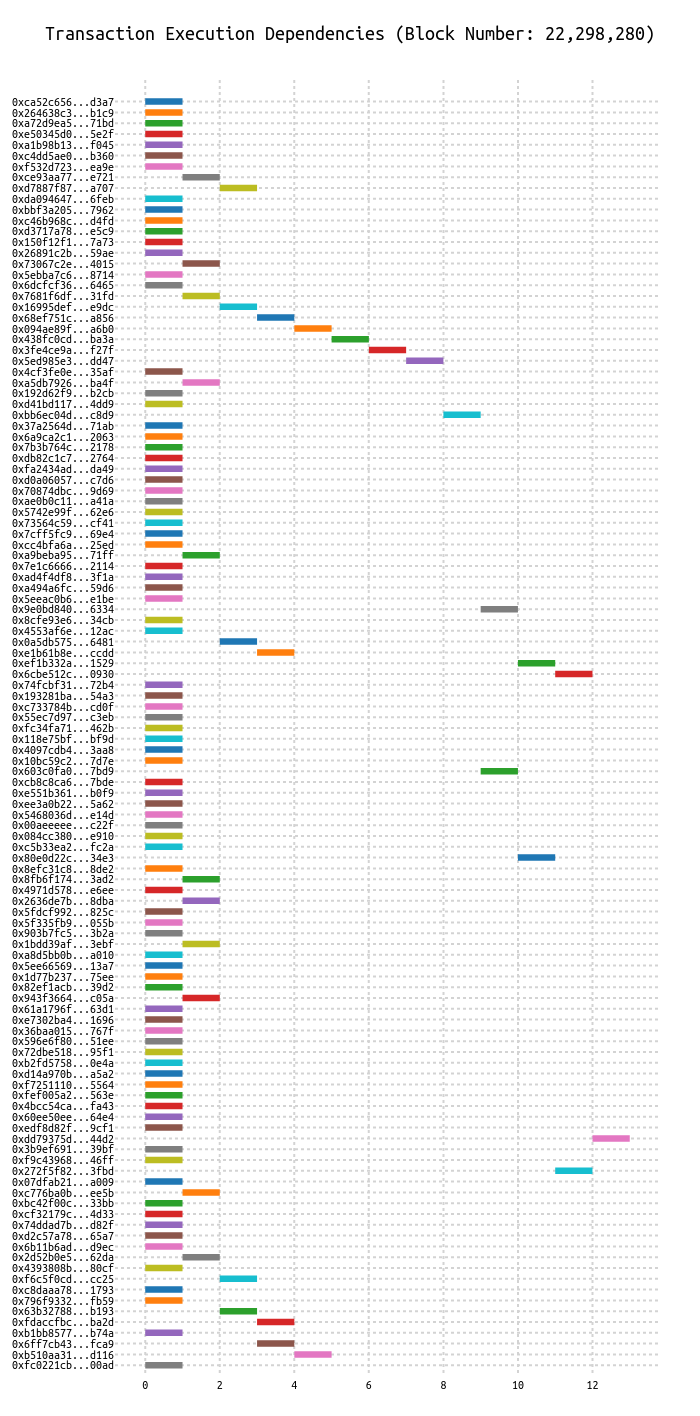 Transaction Execution Dependencies (Block Number: 22,298,280)
0xca52c656...d3a7
0x264638c3...b1c9
0xa72d9ea5...71bd
0xe50345d0...5e2f
0xa1b98b13...f045
0xc4dd5ae0...b360
0xf532d723...ea9e
0xce93aa77...e721
0xd7887f87...a707
0xda094647...6feb
0xbbf3a205...7962
0xc46b968c...d4fd
0xd3717a78...e5c9
0x150f12f1...7a73
0x26891c2b...59ae
0x73067c2e...4015
0x5ebba7c6...8714
0x6dcfcf36...6465
0x7681f6df...31fd
0x16995def...e9dc
0x68ef751c...a856
0x094ae89f...a6b0
0x438fc0cd...ba3a
0x3fe4ce9a...f27f
0x5ed985e3...dd47
0x4cf3fe0e...35af
0xa5db7926...ba4f
0x192d62f9...b2cb
0xd41bd117...4dd9
0xbb6ec04d...c8d9
0x37a2564d...71ab
0x6a9ca2c1...2063
0x7b3b764c...2178
0xdb82c1c7...2764
0xfa2434ad...da49
0xd0a06057...c7d6
0x70874dbc...9d69
0xae0b0c11...a41a
0x5742e99f...62e6
0x73564c59...cf41
0x7cff5fc9...69e4
0xcc4bfa6a...25ed
0xa9beba95...71ff
0x7e1c6666...2114
0xad4f4df8...3f1a
0xa494a6fc...59d6
0x5eeac0b6...e1be
0x9e0bd840...6334
0x8cfe93e6...34cb
0x4553af6e...12ac
0x0a5db575...6481
0xe1b61b8e...ccdd
0xef1b332a...1529
0x6cbe512c...0930
0x74fcbf31...72b4
0x193281ba...54a3
0xc733784b...cd0f
0x55ec7d97...c3eb
0xfc34fa71...462b
0x118e75bf...bf9d
0x4097cdb4...3aa8
0x10bc59c2...7d7e
0x603c0fa0...7bd9
0xcb8c8ca6...7bde
0xe551b361...b0f9
0xee3a0b22...5a62
0x5468036d...e14d
0x00aeeeee...c22f
0x084cc380...e910
0xc5b33ea2...fc2a
0x80e0d22c...34e3
0x8efc31c8...8de2
0x8fb6f174...3ad2
0x4971d578...e6ee
0x2636de7b...8dba
0x5fdcf992...825c
0x5f335fb9...055b
0x903b7fc5...3b2a
0x1bdd39af...3ebf
0xa8d5bb0b...a010
0x5ee66569...13a7
0x1d77b237...75ee
0x82ef1acb...39d2
0x943f3664...c05a
0x61a1796f...63d1
0xe7302ba4...1696
0x36baa015...767f
0x596e6f80...51ee
0x72dbe518...95f1
0xb2fd5758...0e4a
0xd14a970b...a5a2
0xf7251110...5564
0xfef005a2...563e
0x4bcc54ca...fa43
0x60ee50ee...64e4
0xedf8d82f...9cf1
0xdd79375d...44d2
0x3b9ef691...39bf
0xf9c43968...46ff
0x272f5f82...3fbd
0x07dfab21...a009
0xc776ba0b...ee5b
0xbc42f00c...33bb
0xcf32179c...4d33
0x74ddad7b...d82f
0xd2c57a78...65a7
0x6b11b6ad...d9ec
0x2d52b0e5...62da
0x4393808b...80cf
0xf6c5f0cd...cc25
0xc8daaa78...1793
0x796f9332...fb59
0x63b32788...b193
0xfdaccfbc...ba2d
0xb1bb8577...b74a
0x6ff7cb43...fca9
0xb510aa31...d116
0xfc0221cb...00ad
0 2 4 6 8 10 12